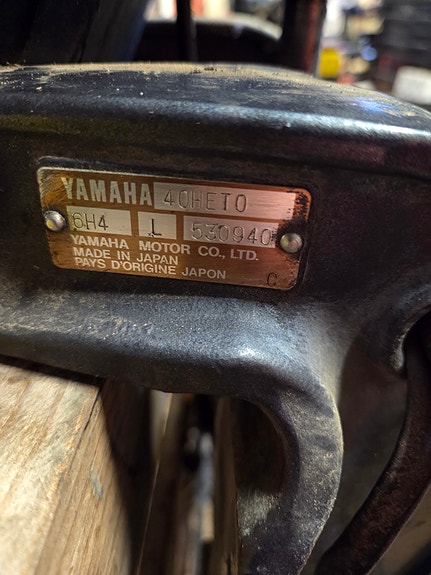 YAMAHA 40HETO
6H4 L 530940
YAMAHA MOTOR CO., LTD.
MADE IN JAPAN
PAYS D'ORIGINE JAPON C